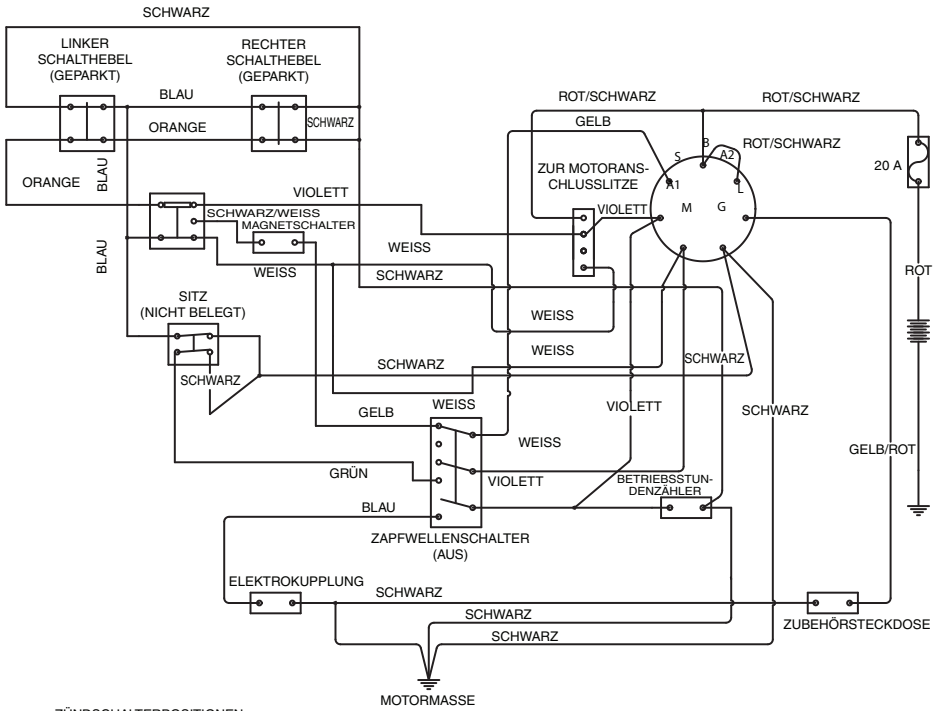 SCHWARZ
LINKER
SCHALTHEBEL
(GEPARKT)
RECHTER
SCHALTHEBEL
(GEPARKT)
BLAU
ORANGE
SCHWARZ
ORANGE
BLAU
BLAU
ROT/SCHWARZ
ROT/SCHWARZ
GELB
ROT/SCHWARZ
S
B
A2
A1
L
M
G
20 A
ZUR MOTORANS-
CHLUSSLITZE
VIOLETT
VIOLETT
SCHWARZ/WEISS
MAGNETSCHALTER
WEISS
WEISS
SCHWARZ
ROT
SITZ
(NICHT BELEGT)
WEISS
WEISS
SCHWARZ
SCHWARZ
SCHWARZ
GELB
WEISS
WEISS
VIOLETT
SCHWARZ
GELB/ROT
GRÜN
VIOLETT
BETRIEBSSTUN-
DENZÄHLER
BLAU
ZAPFWELLENSCHALTER
(AUS)
ELEKTROKUPPLUNG
SCHWARZ
SCHWARZ
SCHWARZ
ZUBEHÖRSTECKDOSE
MOTORMASSE